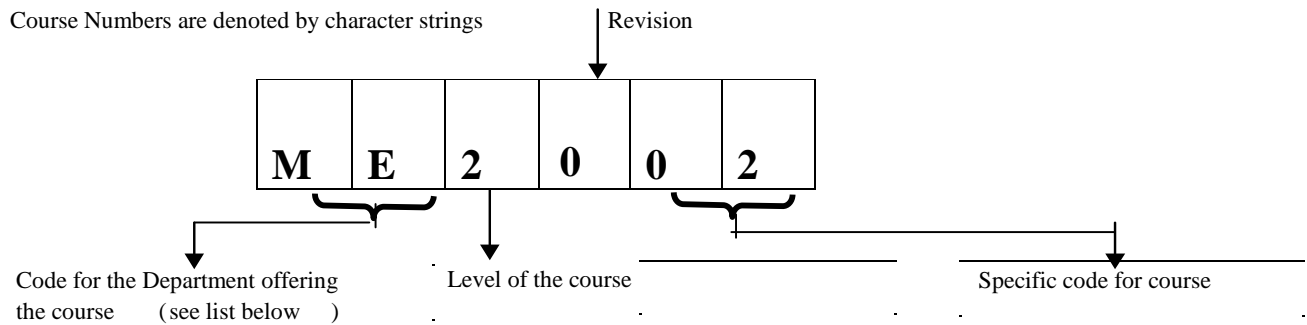 Course Numbers are denoted by character strings Revision
M E 2 0 0 2
Code for the Department offering Level of the course Specific code for course
the course (see list below )